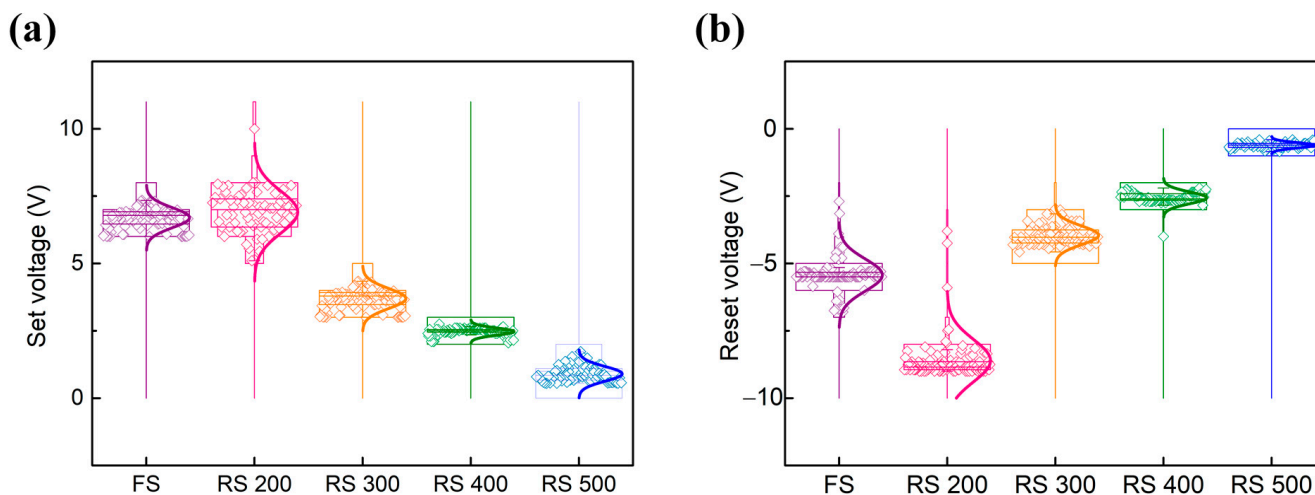 (a)
Set voltage (V)
10
5
0
FS RS 200 RS 300 RS 400 RS 500
(b)
Reset voltage (V)
0
−5
−10
FS RS 200 RS 300 RS 400 RS 500